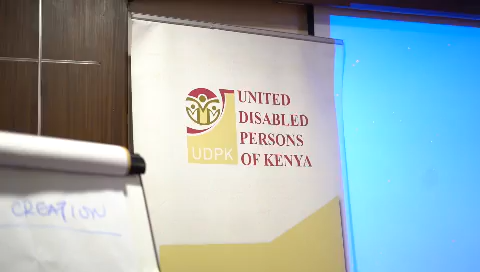 UNITED
DISABLED
PERSONS
OF KENYA
UDPK
CREATION